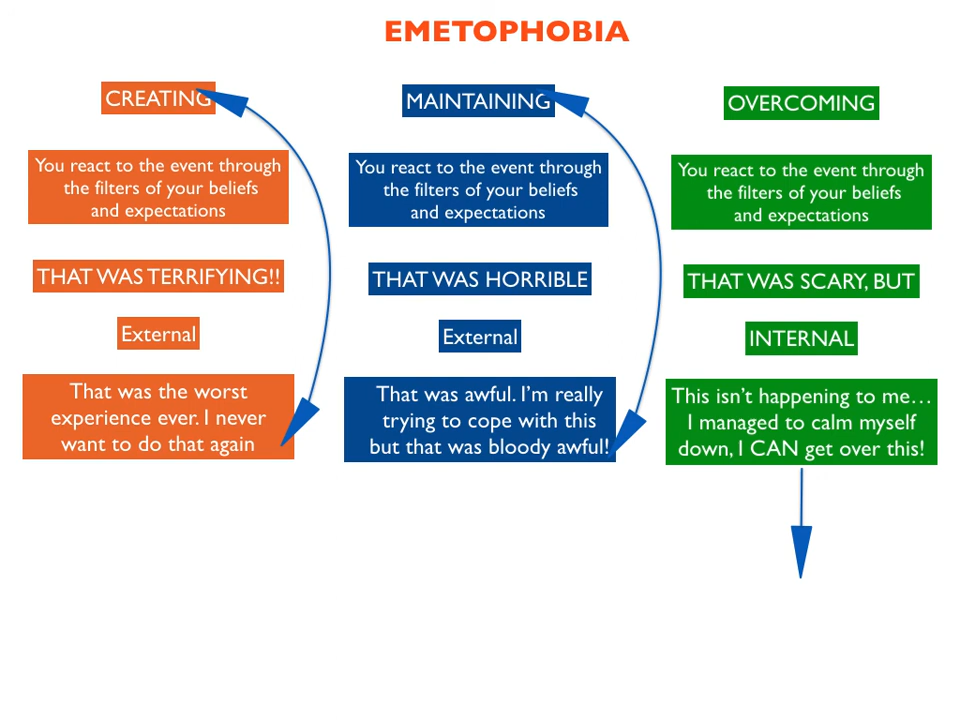 EMETOPHOBIA
CREATING
You react to the event through
the filters of your beliefs
and expectations
THAT WAS TERRIFYING!!
External
That was the worst
experience ever. I never
want to do that again
MAINTAINING
You react to the event through
the filters of your beliefs
and expectations
THAT WAS HORRIBLE
External
That was awful. I'm really
trying to cope with this
but that was bloody awful!
OVERCOMING
You react to the event through
the filters of your beliefs
and expectations
THAT WAS SCARY, BUT
INTERNAL
This isn't happening to me…
I managed to calm myself
down, I CAN get over this!